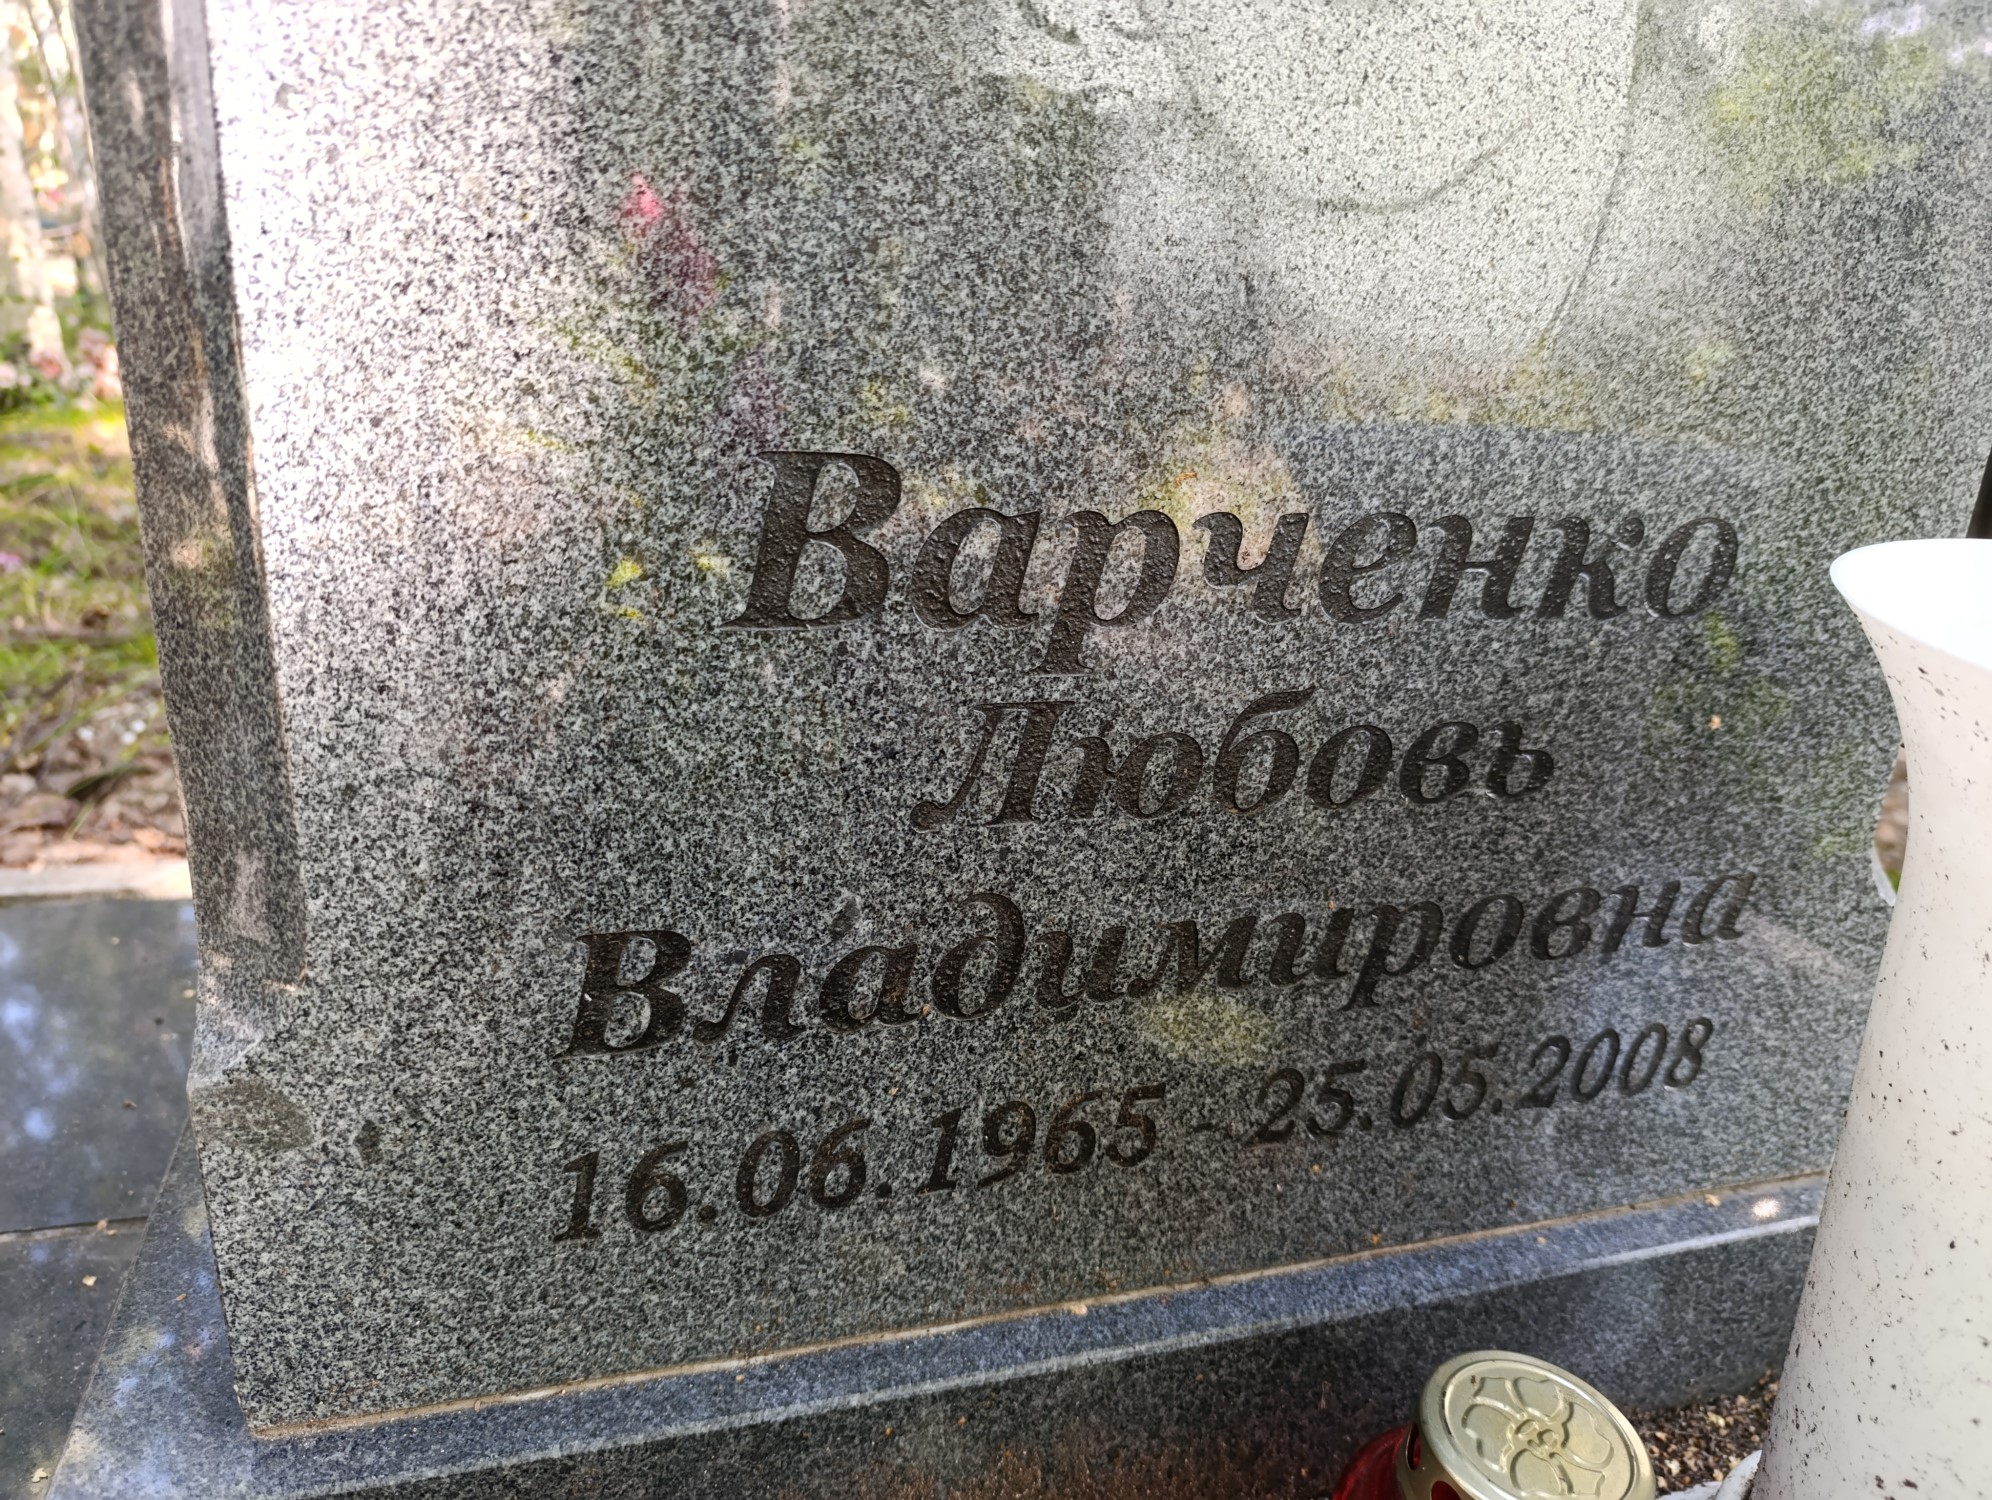 Варченко
Любовь
Владимировна
16.06.1965 - 25.05.2008